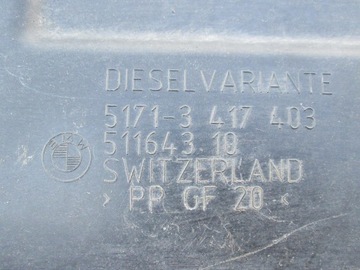 DIESELVARIANTE
5171-3 417 403
511643.10
SWITZERLAND
> PP GF 20 <